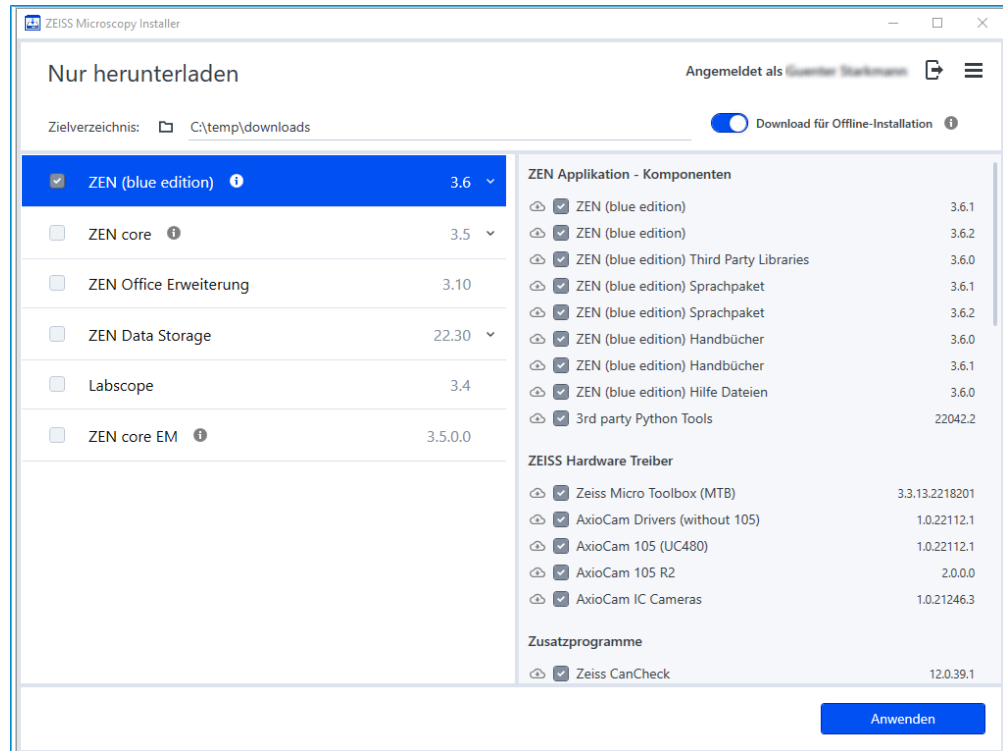 ZEISS Microscopy Installer
Nur herunterladen
Angemeldet als
Zielverzeichnis: C:\temp\downloads
Download für Offline-Installation
ZEN (blue edition) 3.6
ZEN core 3.5
ZEN Office Erweiterung 3.10
ZEN Data Storage 22.30
Labscope 3.4
ZEN core EM 3.5.0.0
ZEN Applikation - Komponenten
ZEN (blue edition) 3.6.1
ZEN (blue edition) 3.6.2
ZEN (blue edition) Third Party Libraries 3.6.0
ZEN (blue edition) Sprachpaket 3.6.1
ZEN (blue edition) Sprachpaket 3.6.2
ZEN (blue edition) Handbücher 3.6.0
ZEN (blue edition) Handbücher 3.6.1
ZEN (blue edition) Hilfe Dateien 3.6.0
3rd party Python Tools 22042.2
ZEISS Hardware Treiber
Zeiss Micro Toolbox (MTB) 3.3.13.2218201
AxioCam Drivers (without 105) 1.0.22112.1
AxioCam 105 (UC480) 1.0.22112.1
AxioCam 105 R2 2.0.0.0
AxioCam IC Cameras 1.0.21246.3
Zusatzprogramme
Zeiss CanCheck 12.0.39.1
Anwenden